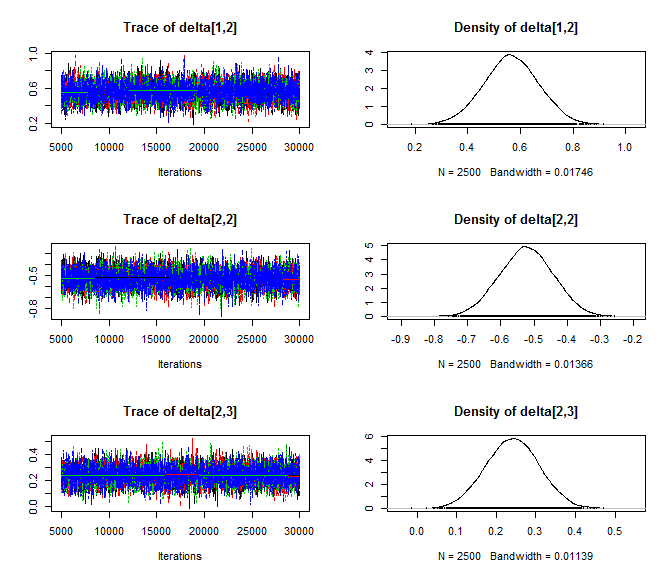 Trace of delta[1,2]
1.0
0.6
0.2
5000 10000 15000 20000 25000 30000
Iterations
Density of delta[1,2]
4
3
2
1
0
0.2 0.4 0.6 0.8 1.0
N = 2500 Bandwidth = 0.01746
Trace of delta[2,2]
-0.5
-0.8
5000 10000 15000 20000 25000 30000
Iterations
Density of delta[2,2]
5
4
3
2
1
0
-0.9 -0.8 -0.7 -0.6 -0.5 -0.4 -0.3 -0.2
N = 2500 Bandwidth = 0.01366
Trace of delta[2,3]
0.4
0.2
0.0
5000 10000 15000 20000 25000 30000
Iterations
Density of delta[2,3]
6
4
3
2
1
0
0.0 0.1 0.2 0.3 0.4 0.5
N = 2500 Bandwidth = 0.01139